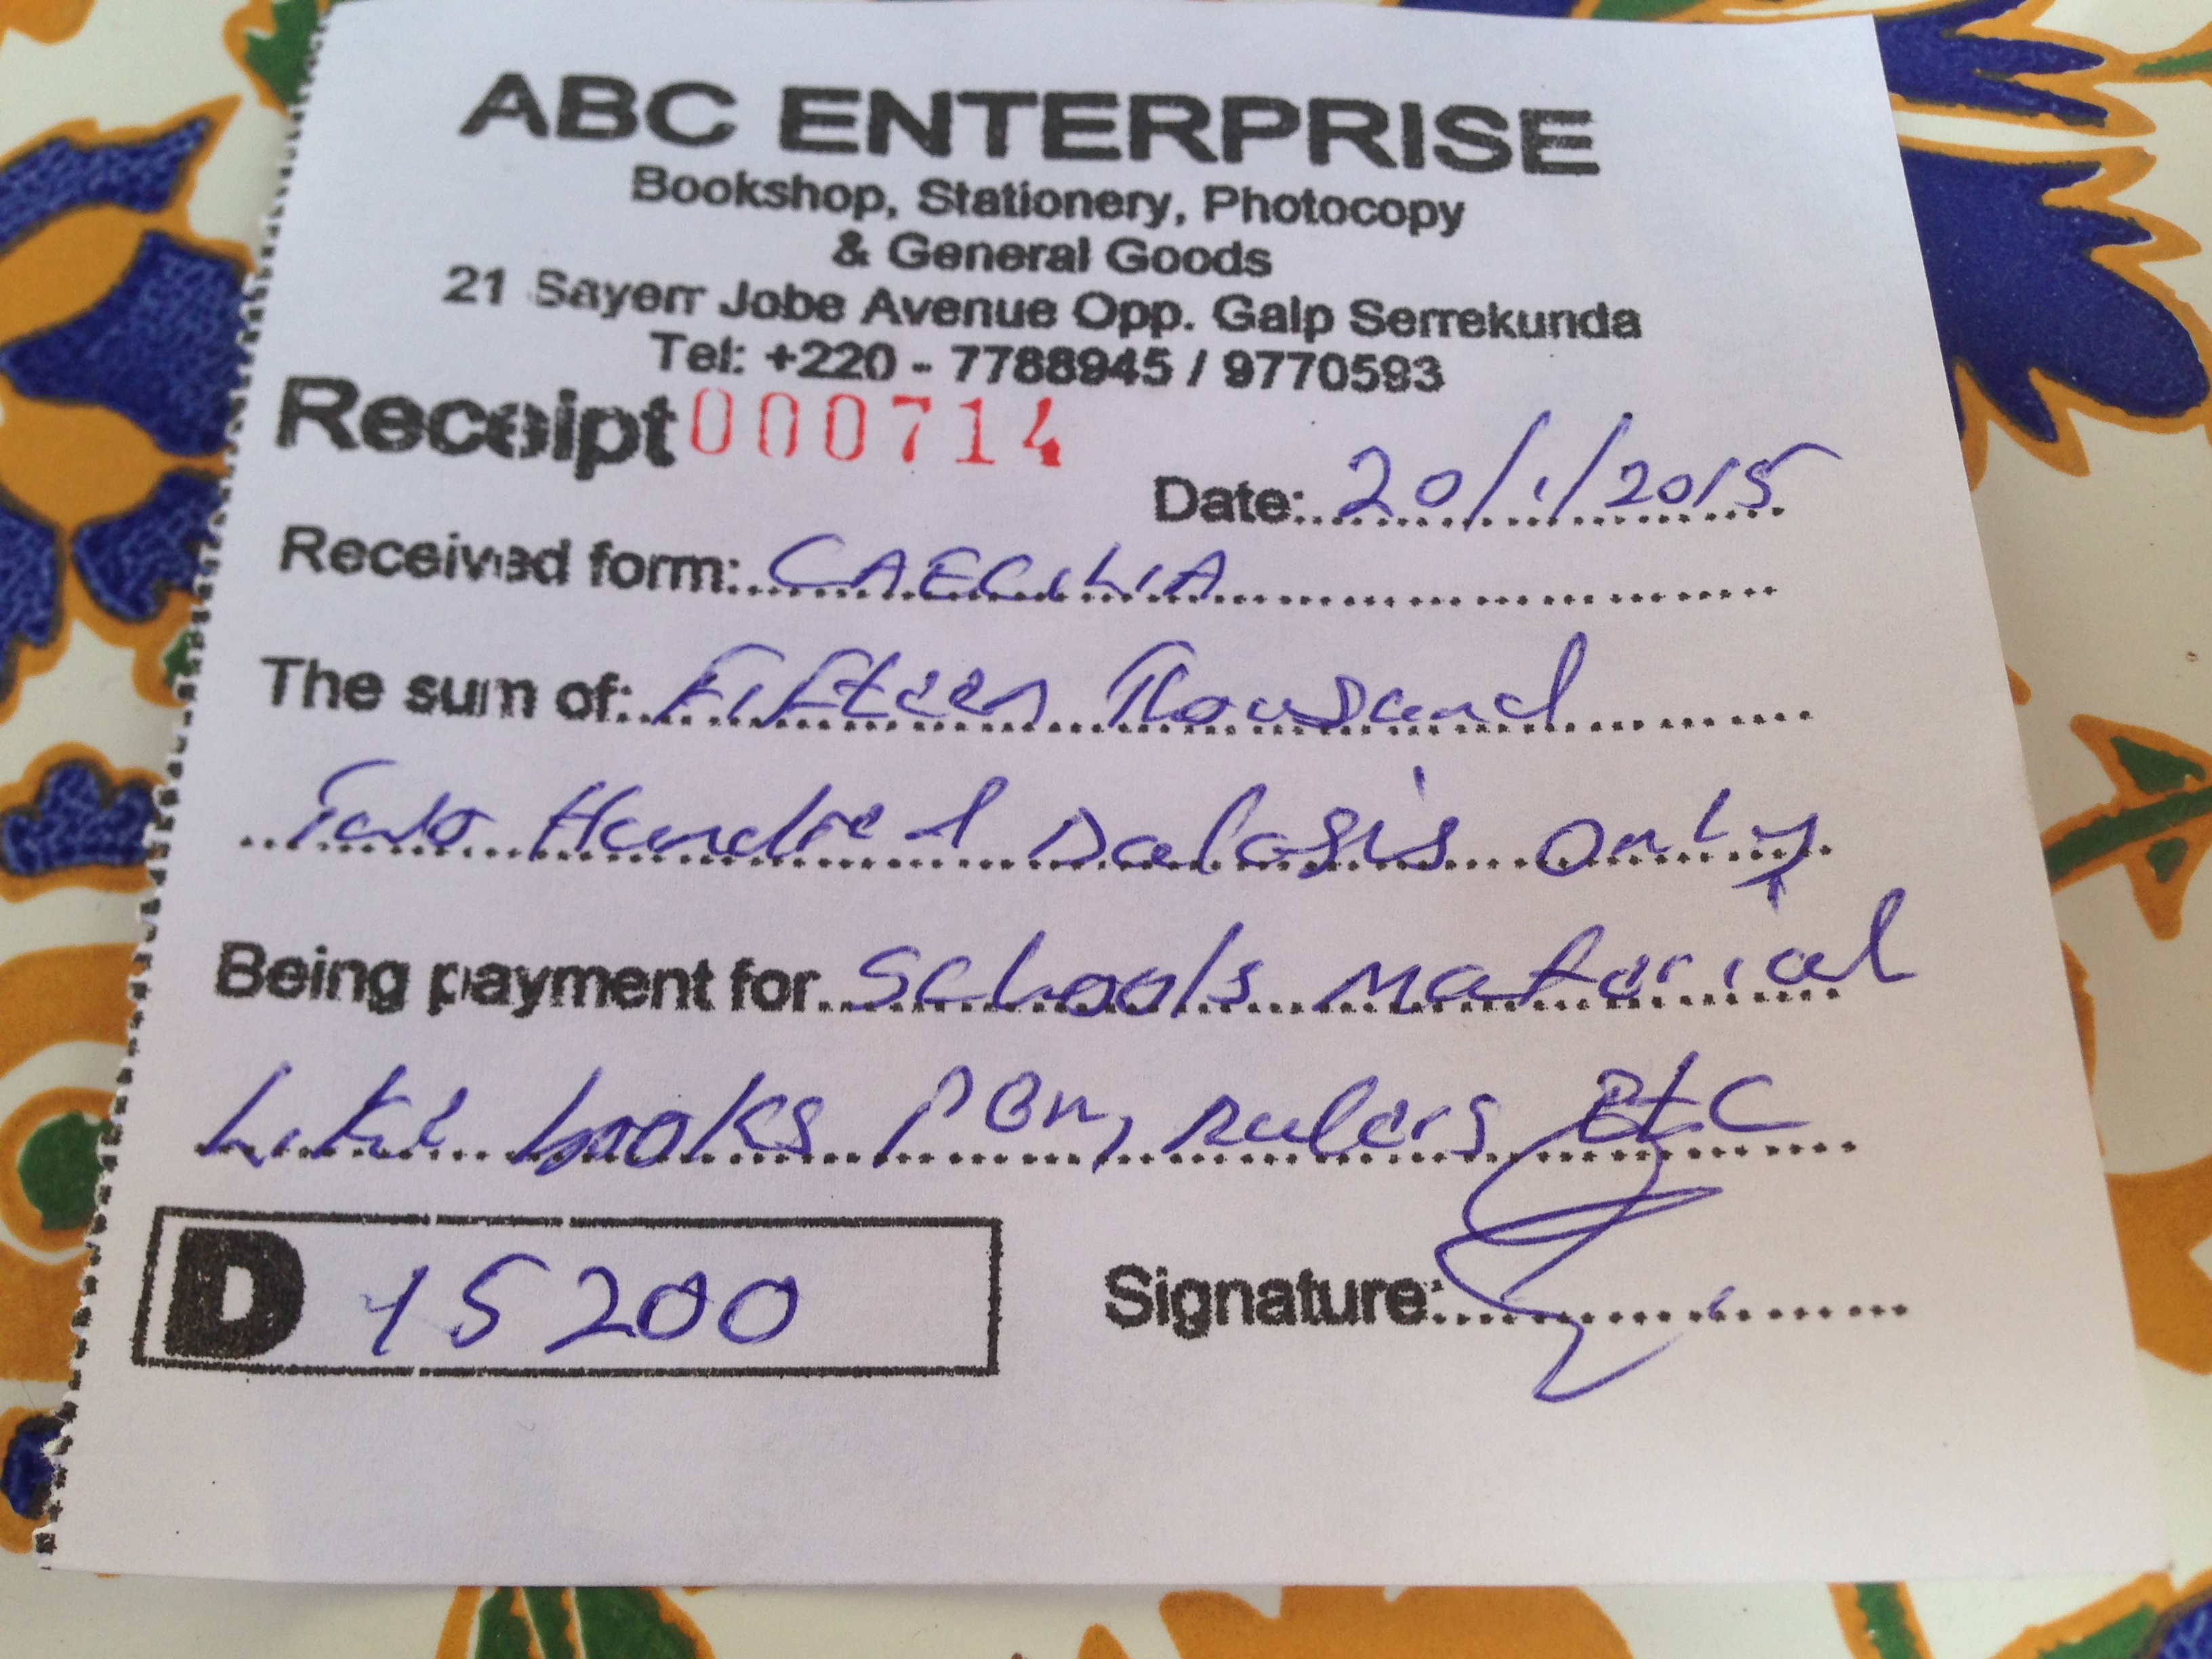 ABC ENTERPRISE
Bookshop, Stationery, Photocopy
& General Goods
21 Sayerr Jobe Avenue Opp. Galp Serrekunda
Tel: +220 - 7788945 / 9770593
Receipt 000714
Date: 20/1/2015
Received form: CAECILIA
The sum of: Fifteen Thousand
Two Hundred Dalasis only
Being payment for Schools Material
Like books pen, rulers etc
D 15200
Signature: